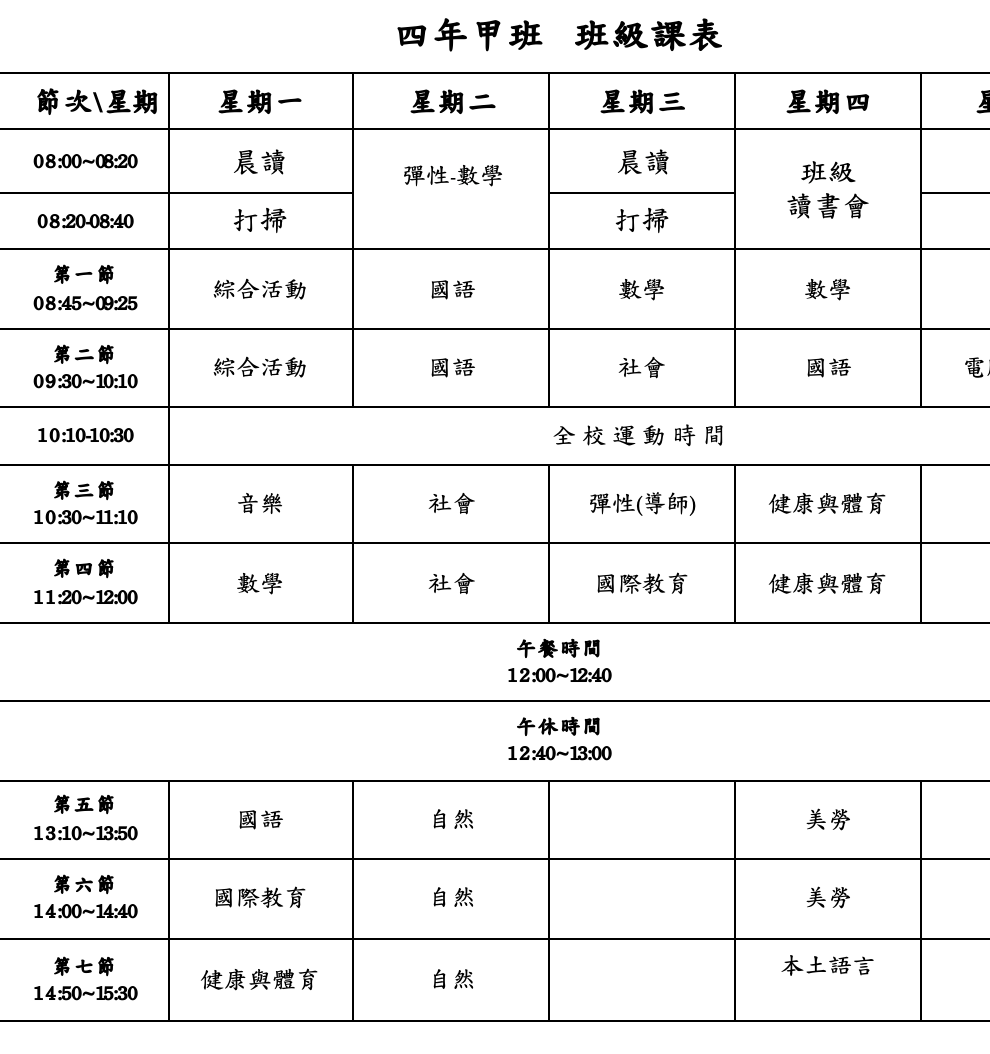 四年甲班 班級課表
節次\星期 星期一 星期二 星期三 星期四
08:00~08:20 晨讀 彈性-數學 晨讀 班級
讀書會
08:20-08:40 打掃 打掃
第一節
08:45~09:25 綜合活動 國語 數學 數學
第二節
09:30~10:10 綜合活動 國語 社會 國語 電
10:10-10:30 全校運動時間
第三節
10:30~11:10 音樂 社會 彈性(導師) 健康與體育
第四節
11:20~12:00 數學 社會 國際教育 健康與體育
午餐時間
12:00~12:40
午休時間
12:40~13:00
第五節
13:10~13:50 國語 自然 美勞
第六節
14:00~14:40 國際教育 自然 美勞
第七節
14:50~15:30 健康與體育 自然 本土語言